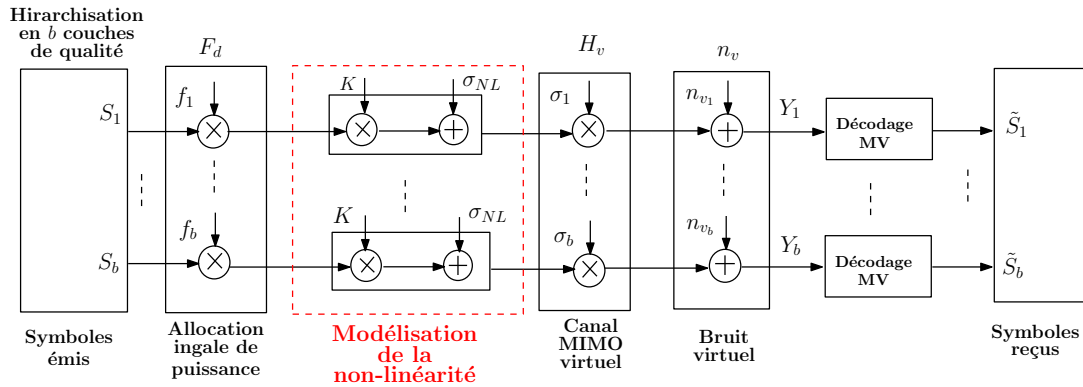 Hirarchisation
en b couches
de qualité
F_d
H_v
n_v
K
σ_NL
f_1
σ_1
n_{v_1}
Y_1
S_1
Décodage
MV
S̃_1
K
σ_NL
f_b
σ_b
n_{v_b}
Y_b
S_b
Décodage
MV
S̃_b
Symboles
émis
Allocation
ingale de
puissance
Modélisation
de la
non-linéarité
Canal
MIMO
virtuel
Bruit
virtuel
Symboles
reçus